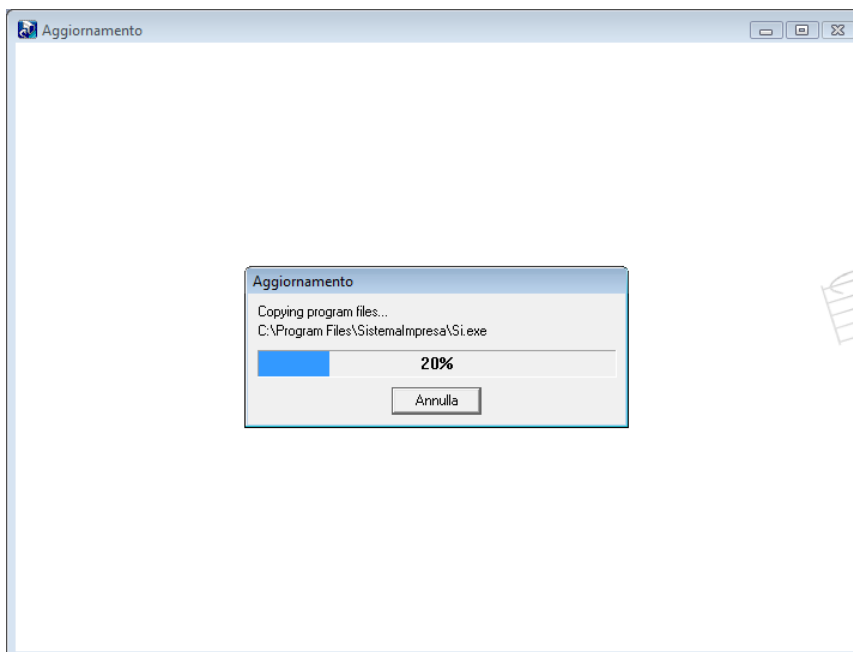 Aggiornamento
Aggiornamento
Copying program files...
C:\Program Files\SistemaImpresa\Si.exe
20%
Annulla